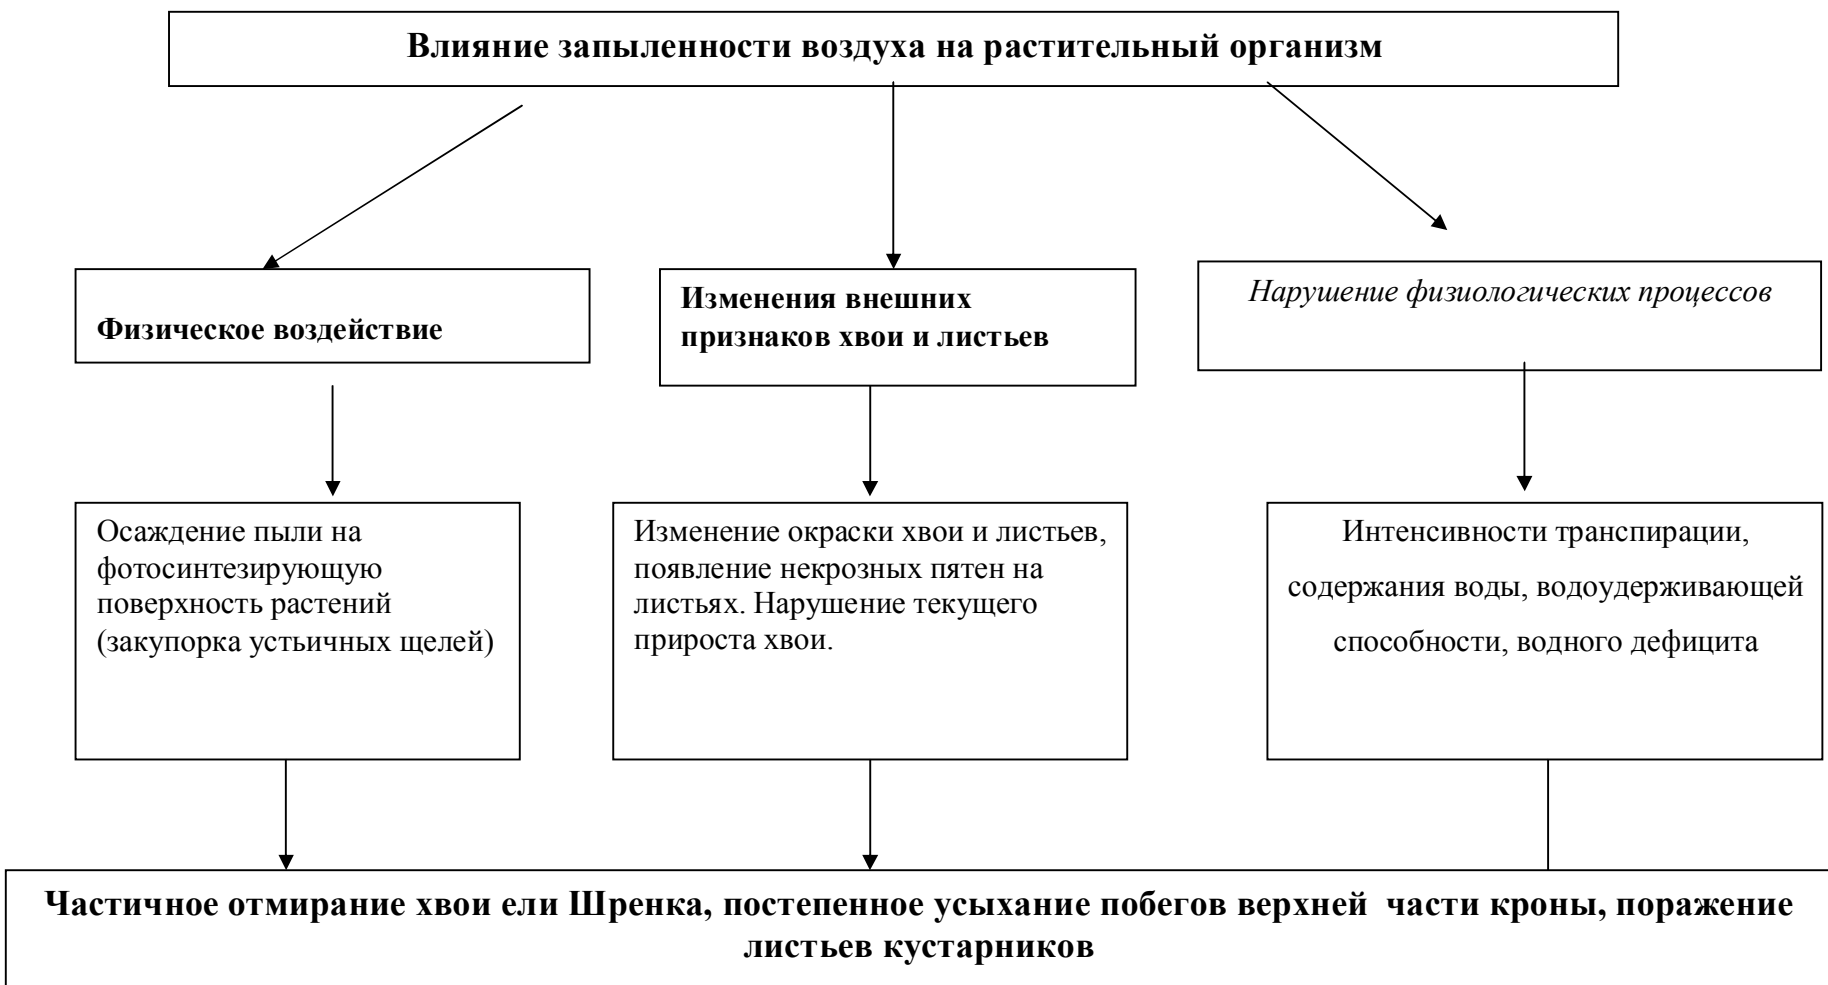 Влияние запыленности воздуха на растительный организм
Физическое воздействие
Изменения внешних
признаков хвои и листьев
Нарушение физиологических процессов
Осаждение пыли на
фотосинтезирующую
поверхность растений
(закупорка устьичных щелей)
Изменение окраски хвои и листьев,
появление некрозных пятен на
листьях. Нарушение текущего
прироста хвои.
Интенсивности транспирации,
содержания воды, водоудерживающей
способности, водного дефицита
Частичное отмирание хвои ели Шренка, постепенное усыхание побегов верхней части кроны, поражение
листьев кустарников